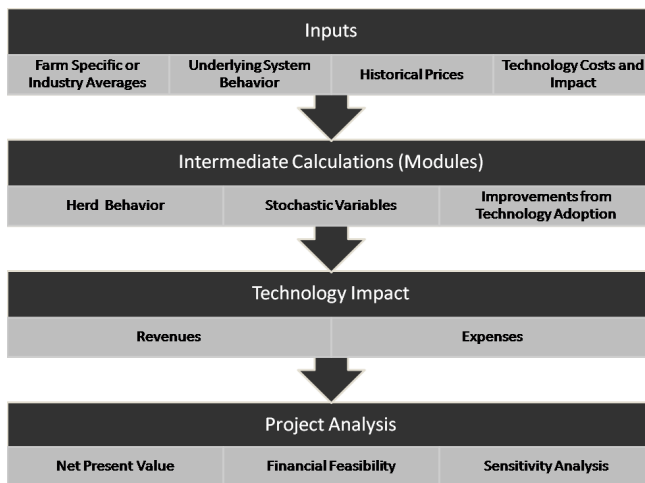 Inputs
Farm Specific or
Industry Averages
Underlying System
Behavior
Historical Prices
Technology Costs and
Impact
Intermediate Calculations (Modules)
Herd Behavior
Stochastic Variables
Improvements from
Technology Adoption
Technology Impact
Revenues
Expenses
Project Analysis
Net Present Value
Financial Feasibility
Sensitivity Analysis